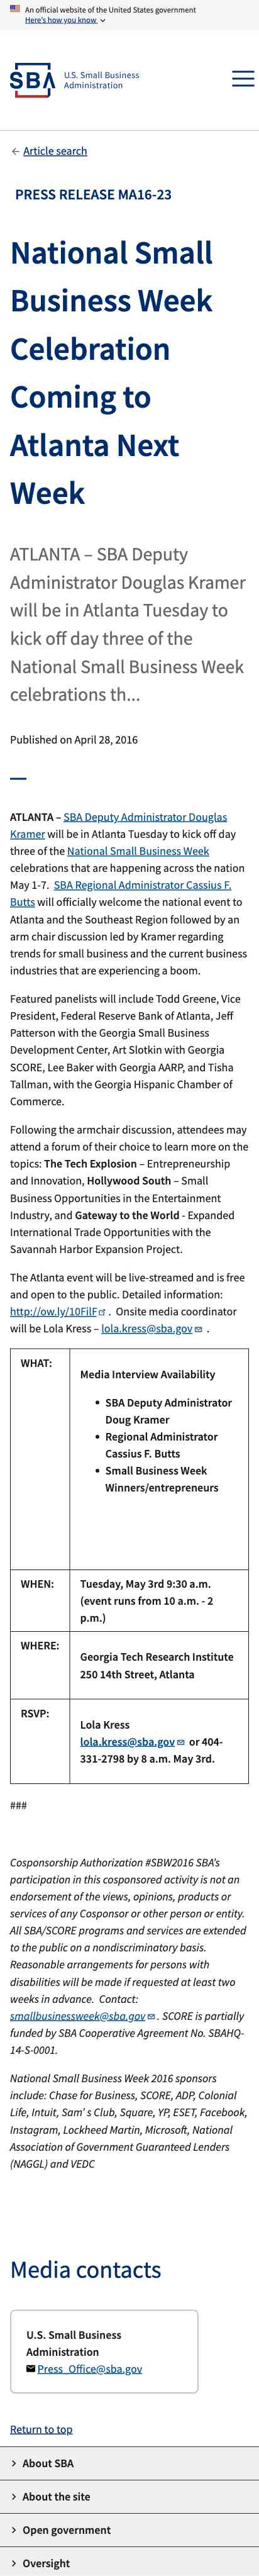 An official website of the United States government
Here's how you know
SBA
U.S. Small Business
Administration
Article search
PRESS RELEASE MA16-23
National Small
Business Week
Celebration
Coming to
Atlanta Next
Week
ATLANTA – SBA Deputy
Administrator Douglas Kramer
will be in Atlanta Tuesday to
kick off day three of the
National Small Business Week
celebrations th...
Published on April 28, 2016
ATLANTA – SBA Deputy Administrator Douglas
Kramer will be in Atlanta Tuesday to kick off day
three of the National Small Business Week
celebrations that are happening across the nation
May 1-7. SBA Regional Administrator Cassius F.
Butts will officially welcome the national event to
Atlanta and the Southeast Region followed by an
arm chair discussion led by Kramer regarding
trends for small business and the current business
industries that are experiencing a boom.
Featured panelists will include Todd Greene, Vice
President, Federal Reserve Bank of Atlanta, Jeff
Patterson with the Georgia Small Business
Development Center, Art Slotkin with Georgia
SCORE, Lee Baker with Georgia AARP, and Tisha
Tallman, with the Georgia Hispanic Chamber of
Commerce.
Following the armchair discussion, attendees may
attend a forum of their choice to learn more on the
topics: The Tech Explosion – Entrepreneurship
and Innovation, Hollywood South – Small
Business Opportunities in the Entertainment
Industry, and Gateway to the World - Expanded
International Trade Opportunities with the
Savannah Harbor Expansion Project.
The Atlanta event will be live-streamed and is free
and open to the public. Detailed information:
http://ow.ly/10FilF . Onsite media coordinator
will be Lola Kress – lola.kress@sba.gov .
WHAT:
Media Interview Availability
• SBA Deputy Administrator
Doug Kramer
• Regional Administrator
Cassius F. Butts
• Small Business Week
Winners/entrepreneurs
WHEN:
Tuesday, May 3rd 9:30 a.m.
(event runs from 10 a.m. - 2
p.m.)
WHERE:
Georgia Tech Research Institute
250 14th Street, Atlanta
RSVP:
Lola Kress
lola.kress@sba.gov or 404-
331-2798 by 8 a.m. May 3rd.
###
Cosponsorship Authorization #SBW2016 SBA's
participation in this cosponsored activity is not an
endorsement of the views, opinions, products or
services of any Cosponsor or other person or entity.
All SBA/SCORE programs and services are extended
to the public on a nondiscriminatory basis.
Reasonable arrangements for persons with
disabilities will be made if requested at least two
weeks in advance. Contact:
smallbusinessweek@sba.gov . SCORE is partially
funded by SBA Cooperative Agreement No. SBAHQ-
14-S-0001.
National Small Business Week 2016 sponsors
include: Chase for Business, SCORE, ADP, Colonial
Life, Intuit, Sam' s Club, Square, YP, ESET, Facebook,
Instagram, Lockheed Martin, Microsoft, National
Association of Government Guaranteed Lenders
(NAGGL) and VEDC
Media contacts
U.S. Small Business
Administration
Press_Office@sba.gov
Return to top
About SBA
About the site
Open government
Oversight